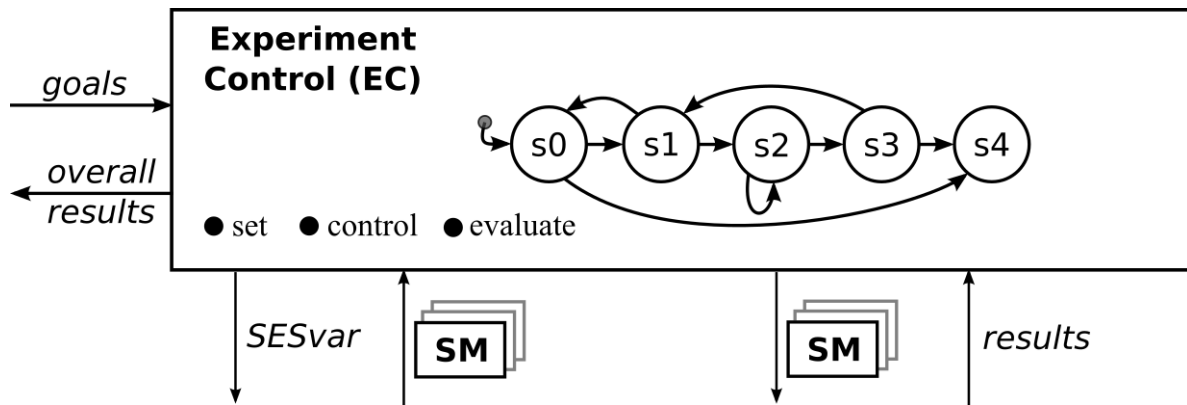 Experiment
Control (EC)
goals
overall
results
s0 s1 s2 s3 s4
● set ● control ● evaluate
SESvar
SM
SM
results